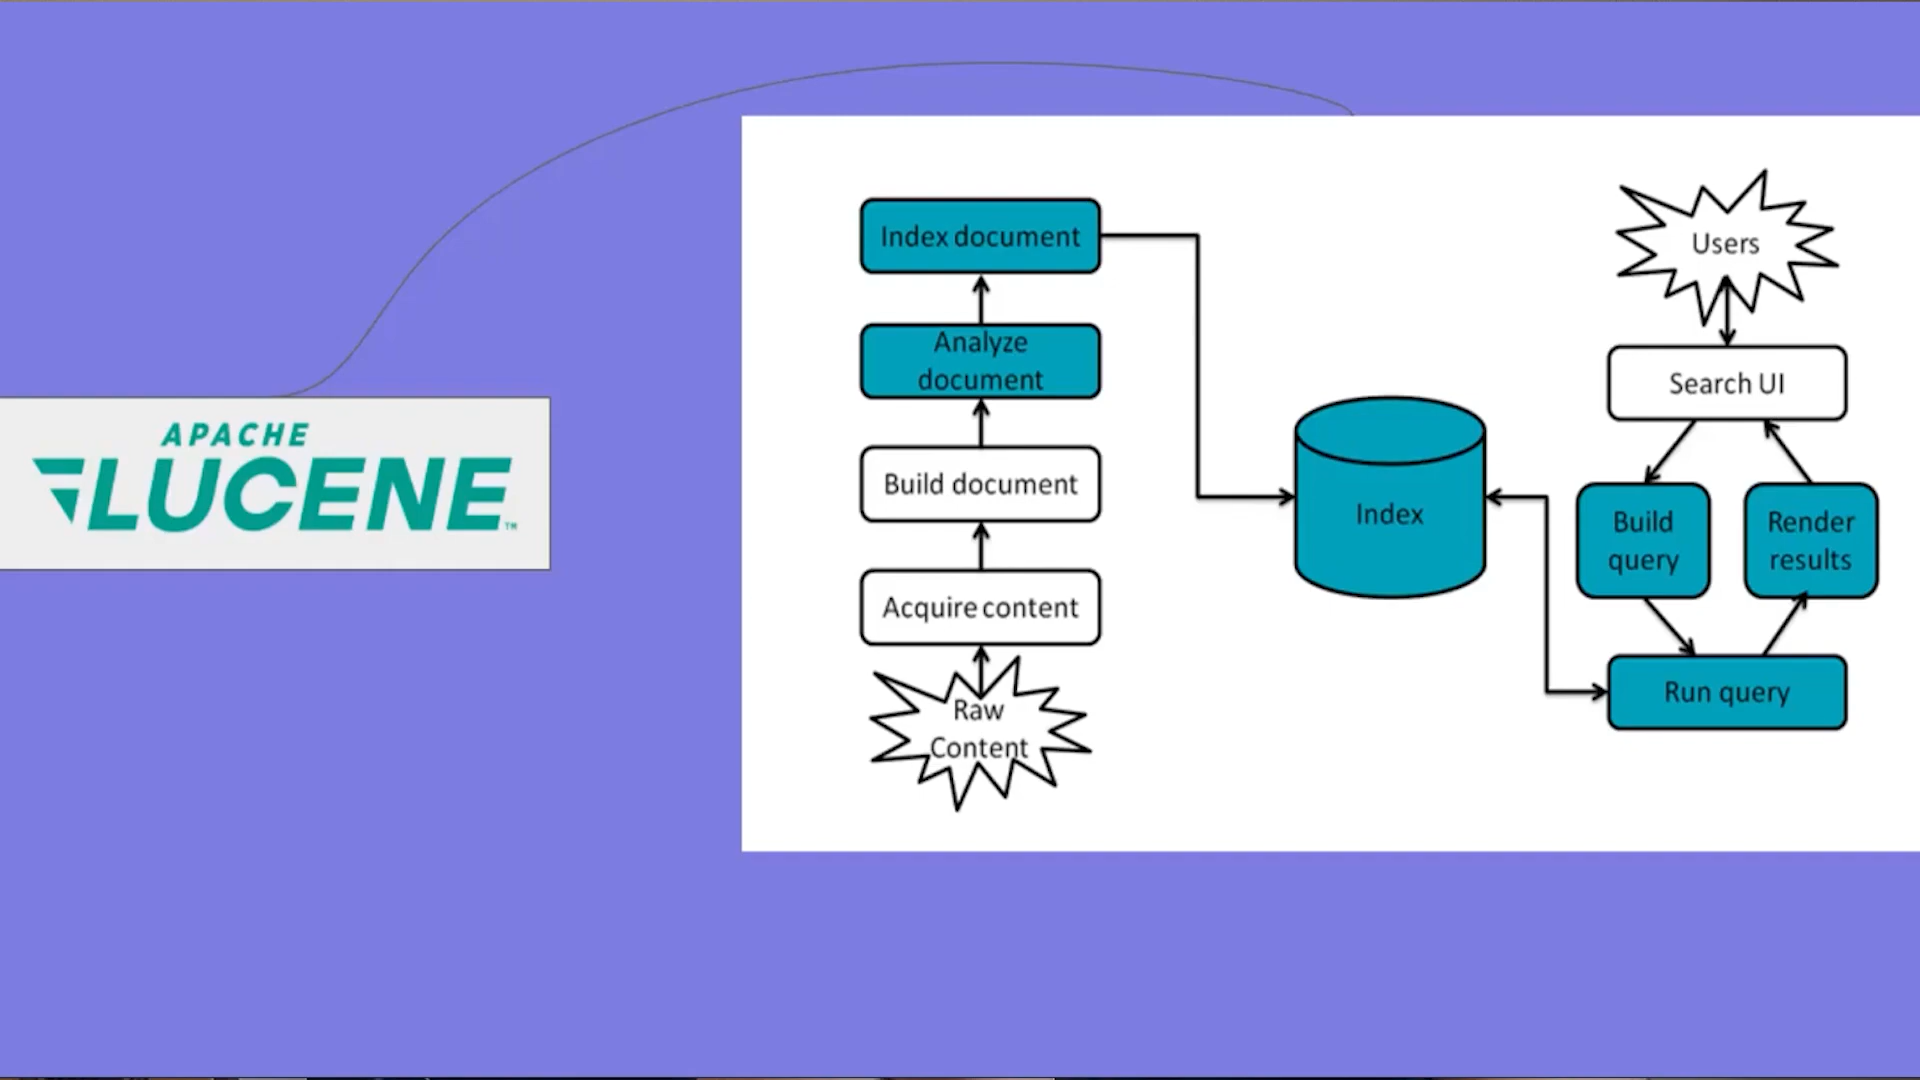 APACHE
LUCENE™
Index document
Analyze
document
Build document
Acquire content
Raw
Content
Index
Users
Search UI
Build
query
Render
results
Run query